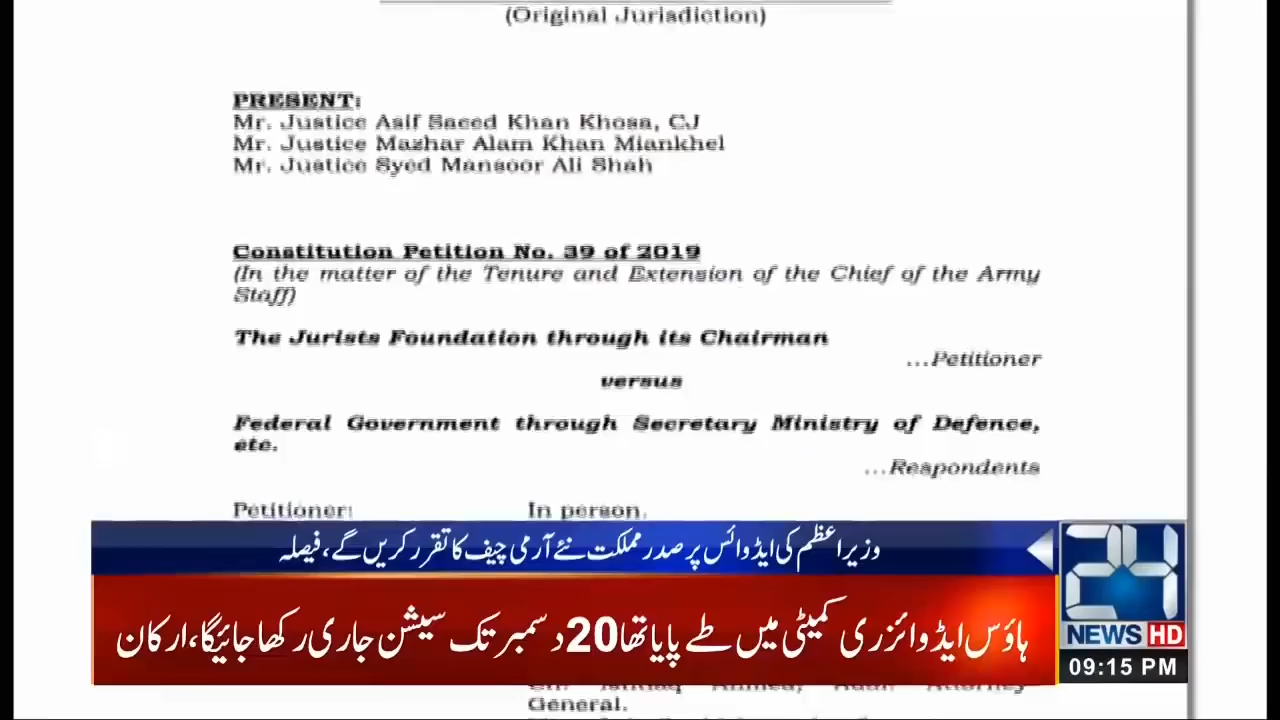 (Original Jurisdiction)
PRESENT:
Mr. Justice Asif Saeed Khan Khosa, CJ
Mr. Justice Mazhar Alam Khan Miankhel
Mr. Justice Syed Mansoor Ali Shah
Constitution Petition No. 39 of 2019
(In the matter of the Tenure and Extension of the Chief of the Army
Staff)
The Jurists Foundation through its Chairman
...Petitioner
versus
Federal Government through Secretary Ministry of Defence,
etc.
...Respondents
Petitioner: In person.
وزیراعظم کی ایڈوائس پر صدر مملکت نئے آرمی چیف کا تقرر کریں گے، فیصلہ
ہاؤس ایڈوائزری کمیٹی میں طے پایا تھا 20 دسمبر تک سیشن جاری رکھا جائیگا، ارکان
24
NEWS HD
09:15 PM
General.